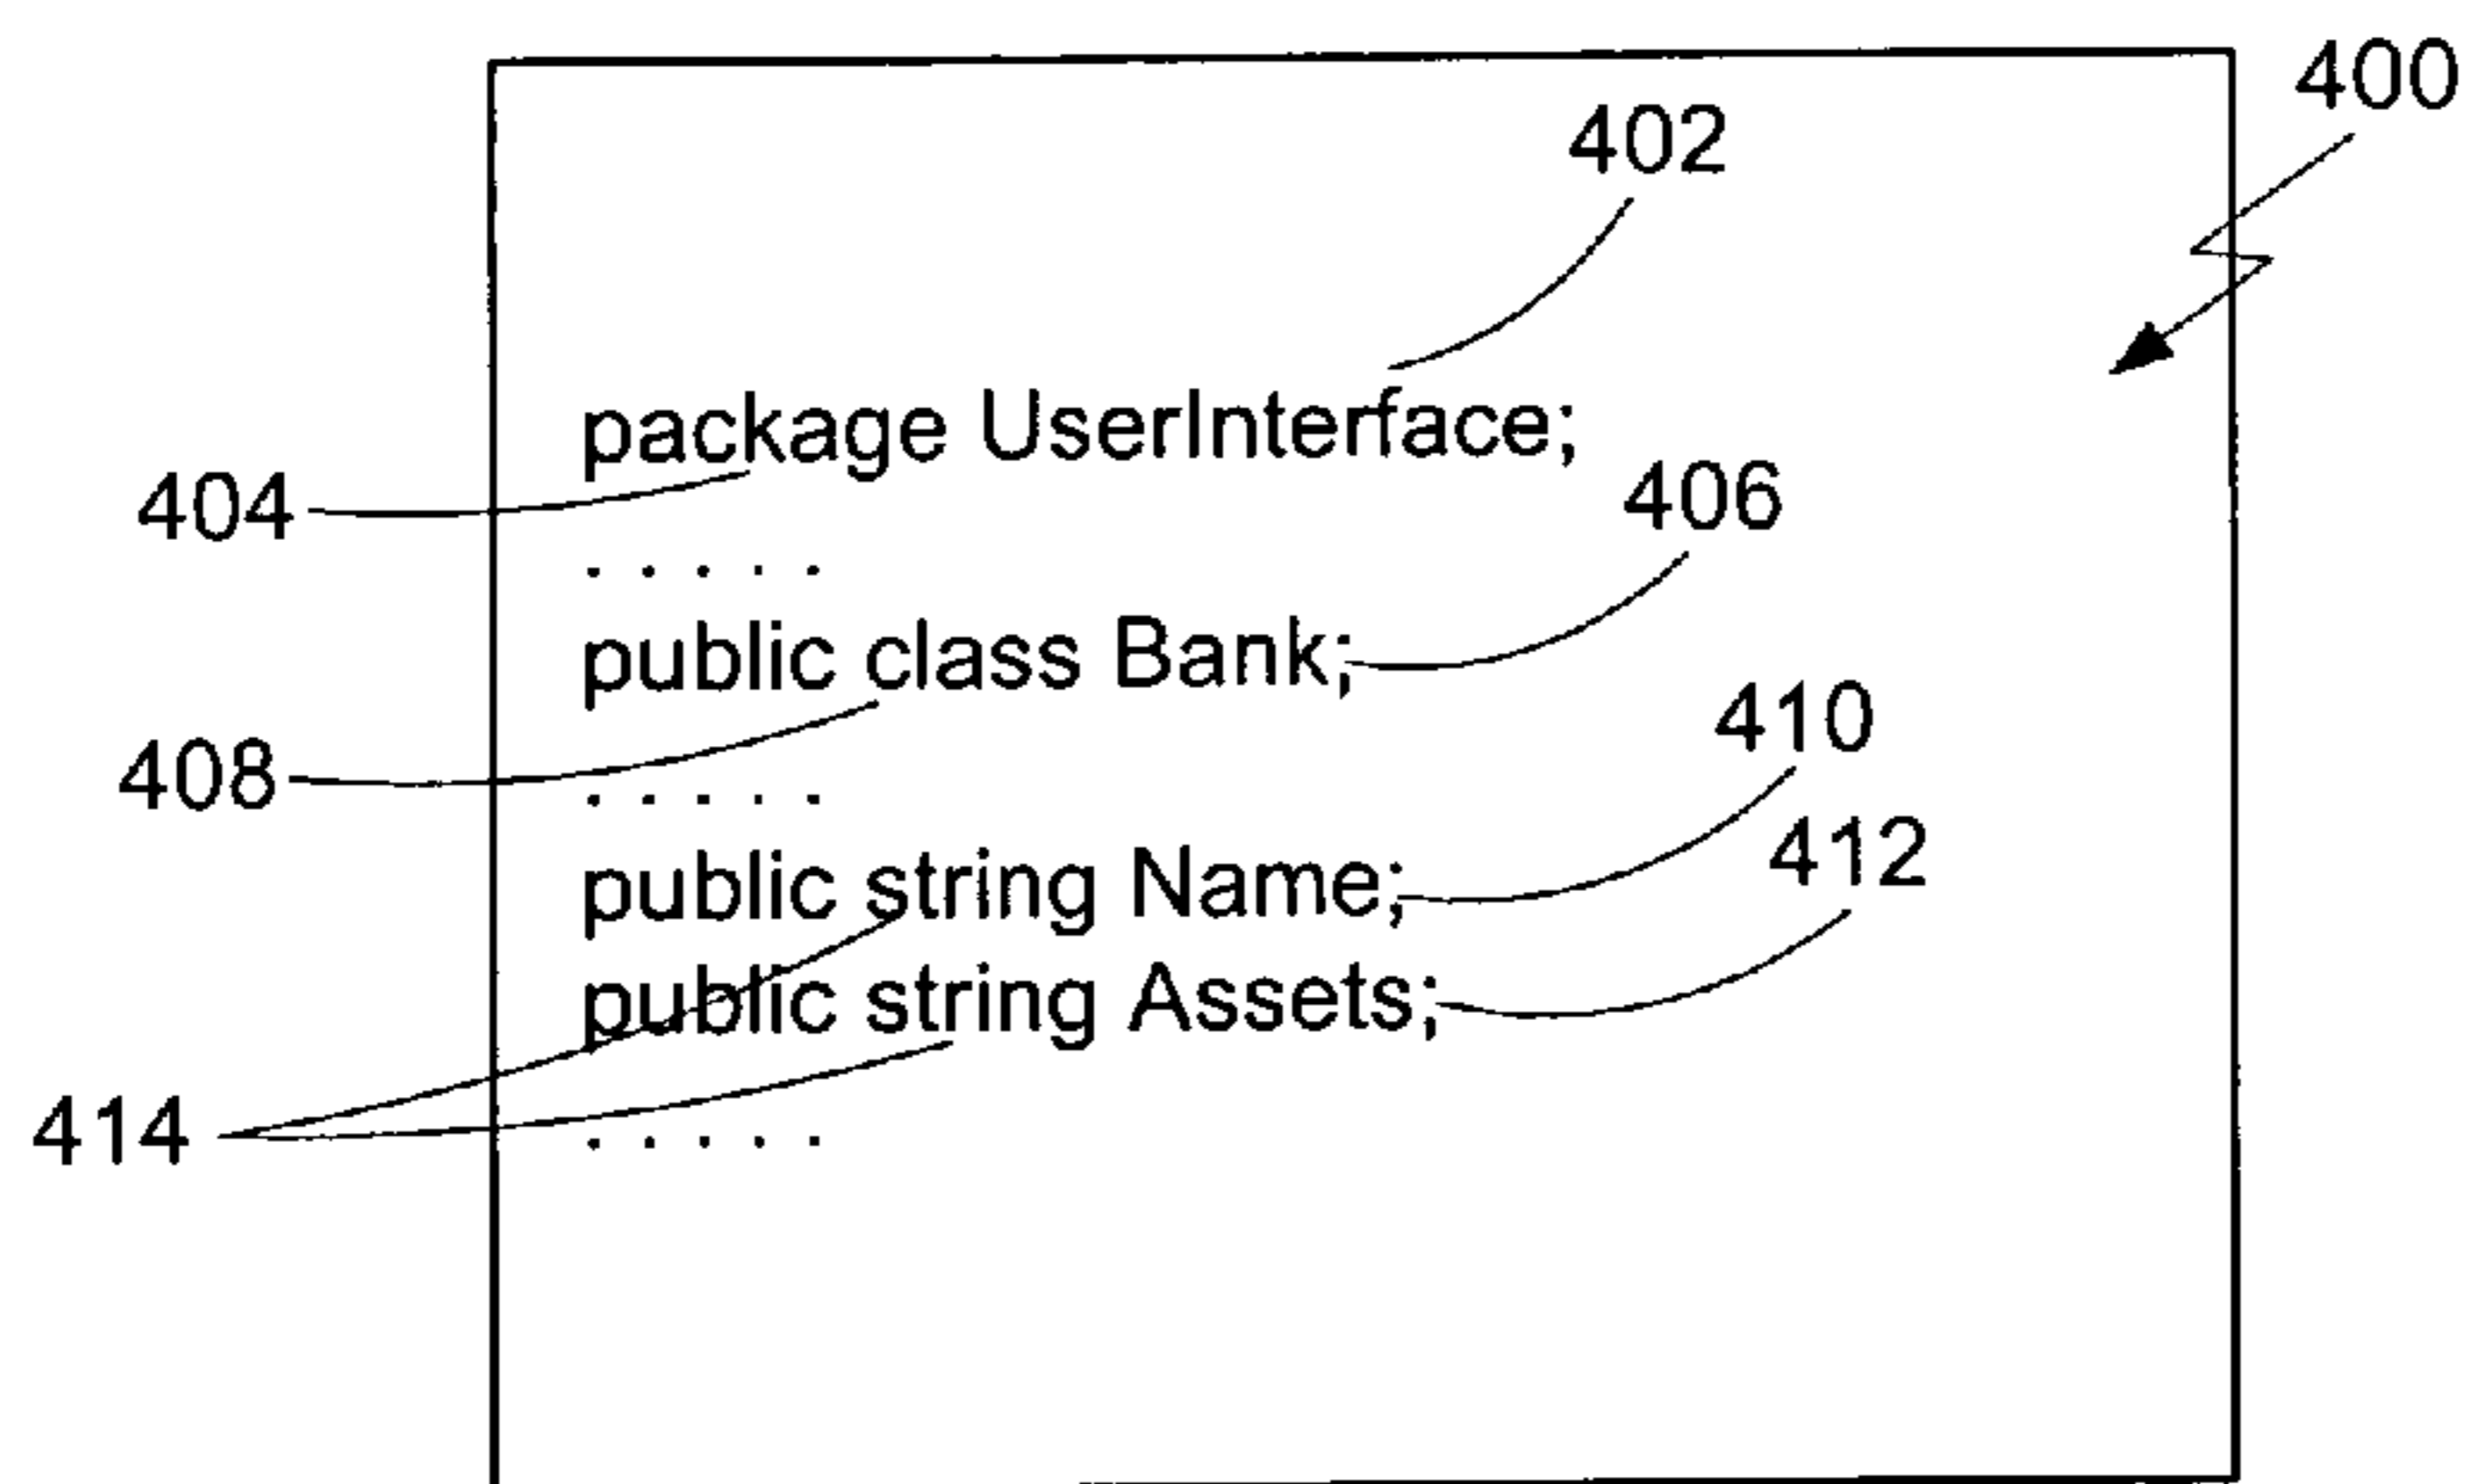 400
402
package UserInterface;
404
406
. . . . .
public class Bank;
410
408
. . . . .
412
public string Name;
public string Assets;
414
. . . . .